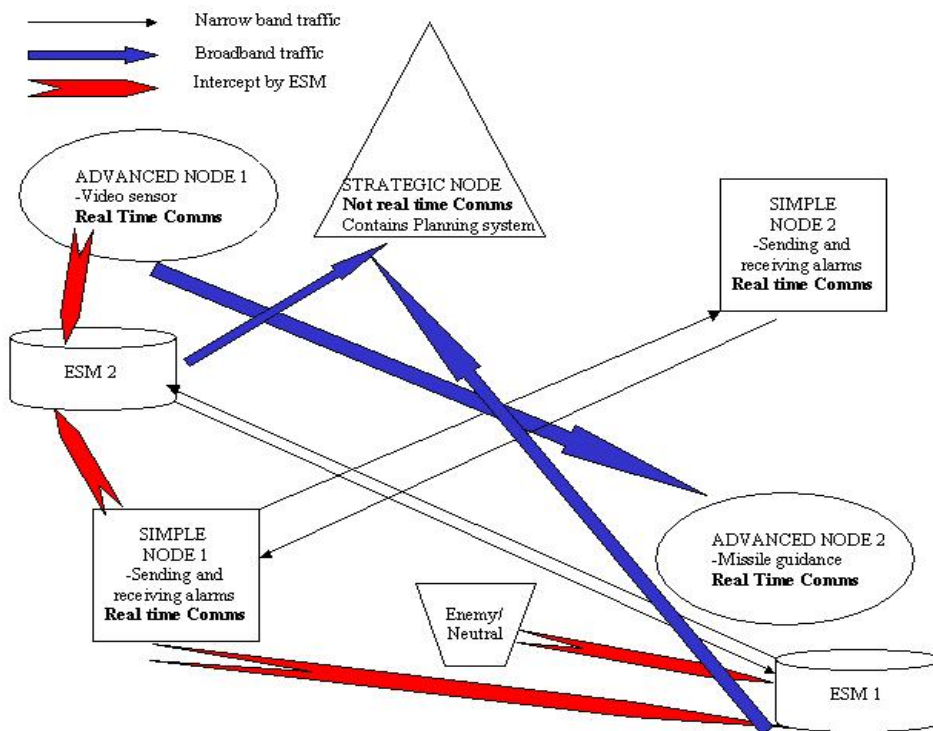 Narrow band traffic
Broadband traffic
Intercept by ESM
ADVANCED NODE 1
-Video sensor
Real Time Comms
STRATEGIC NODE
Not real time Comms
Contains Planning system
SIMPLE
NODE 2
-Sending and
receiving alarms
Real time Comms
ESM 2
SIMPLE
NODE 1
-Sending and
receiving alarms
Real time Comms
ADVANCED NODE 2
-Missile guidance
Real Time Comms
Enemy/
Neutral
ESM 1